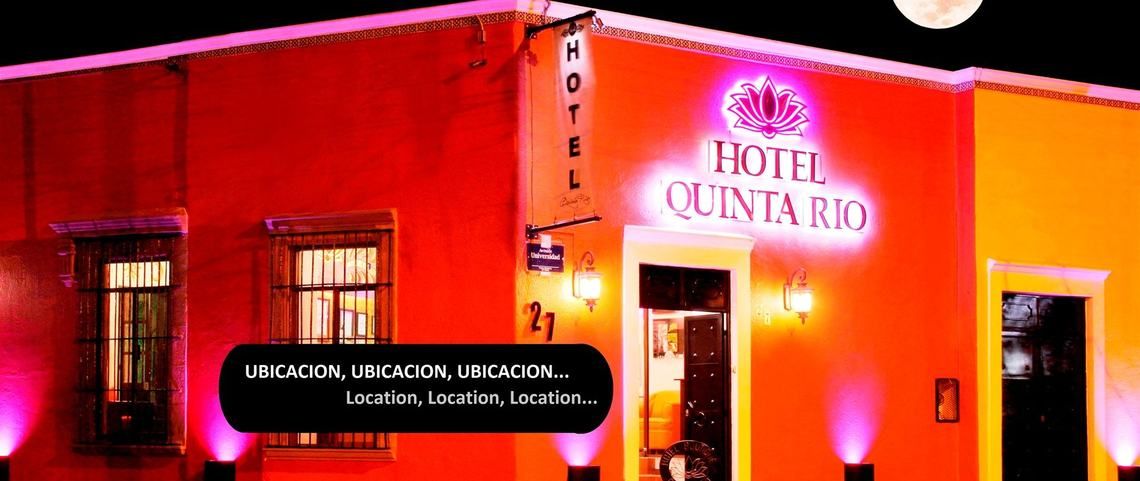 HOTEL
HOTEL
QUINTA RIO
Universidad
27
UBICACION, UBICACION, UBICACION...
Location, Location, Location...